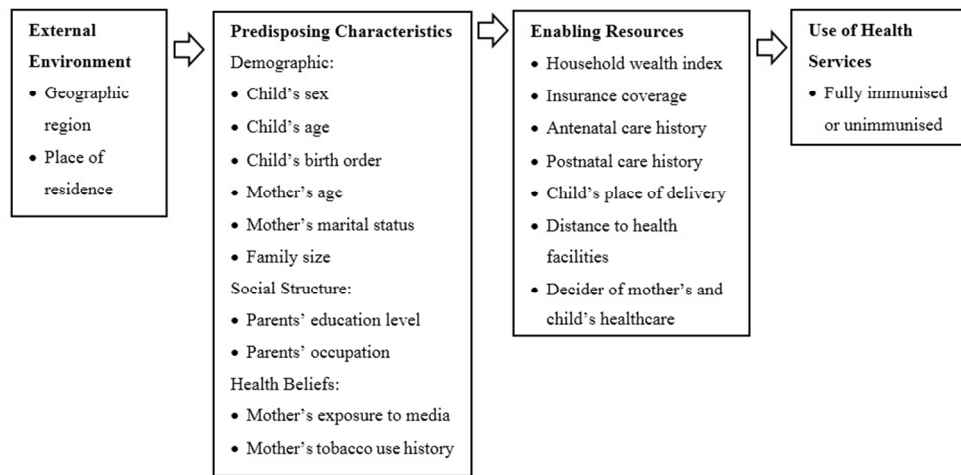 External
Environment
• Geographic
region
• Place of
residence
Predisposing Characteristics
Demographic:
• Child's sex
• Child's age
• Child's birth order
• Mother's age
• Mother's marital status
• Family size
Social Structure:
• Parents' education level
• Parents' occupation
Health Beliefs:
• Mother's exposure to media
• Mother's tobacco use history
Enabling Resources
• Household wealth index
• Insurance coverage
• Antenatal care history
• Postnatal care history
• Child's place of delivery
• Distance to health
facilities
• Decider of mother's and
child's healthcare
Use of Health
Services
• Fully immunised
or unimmunised